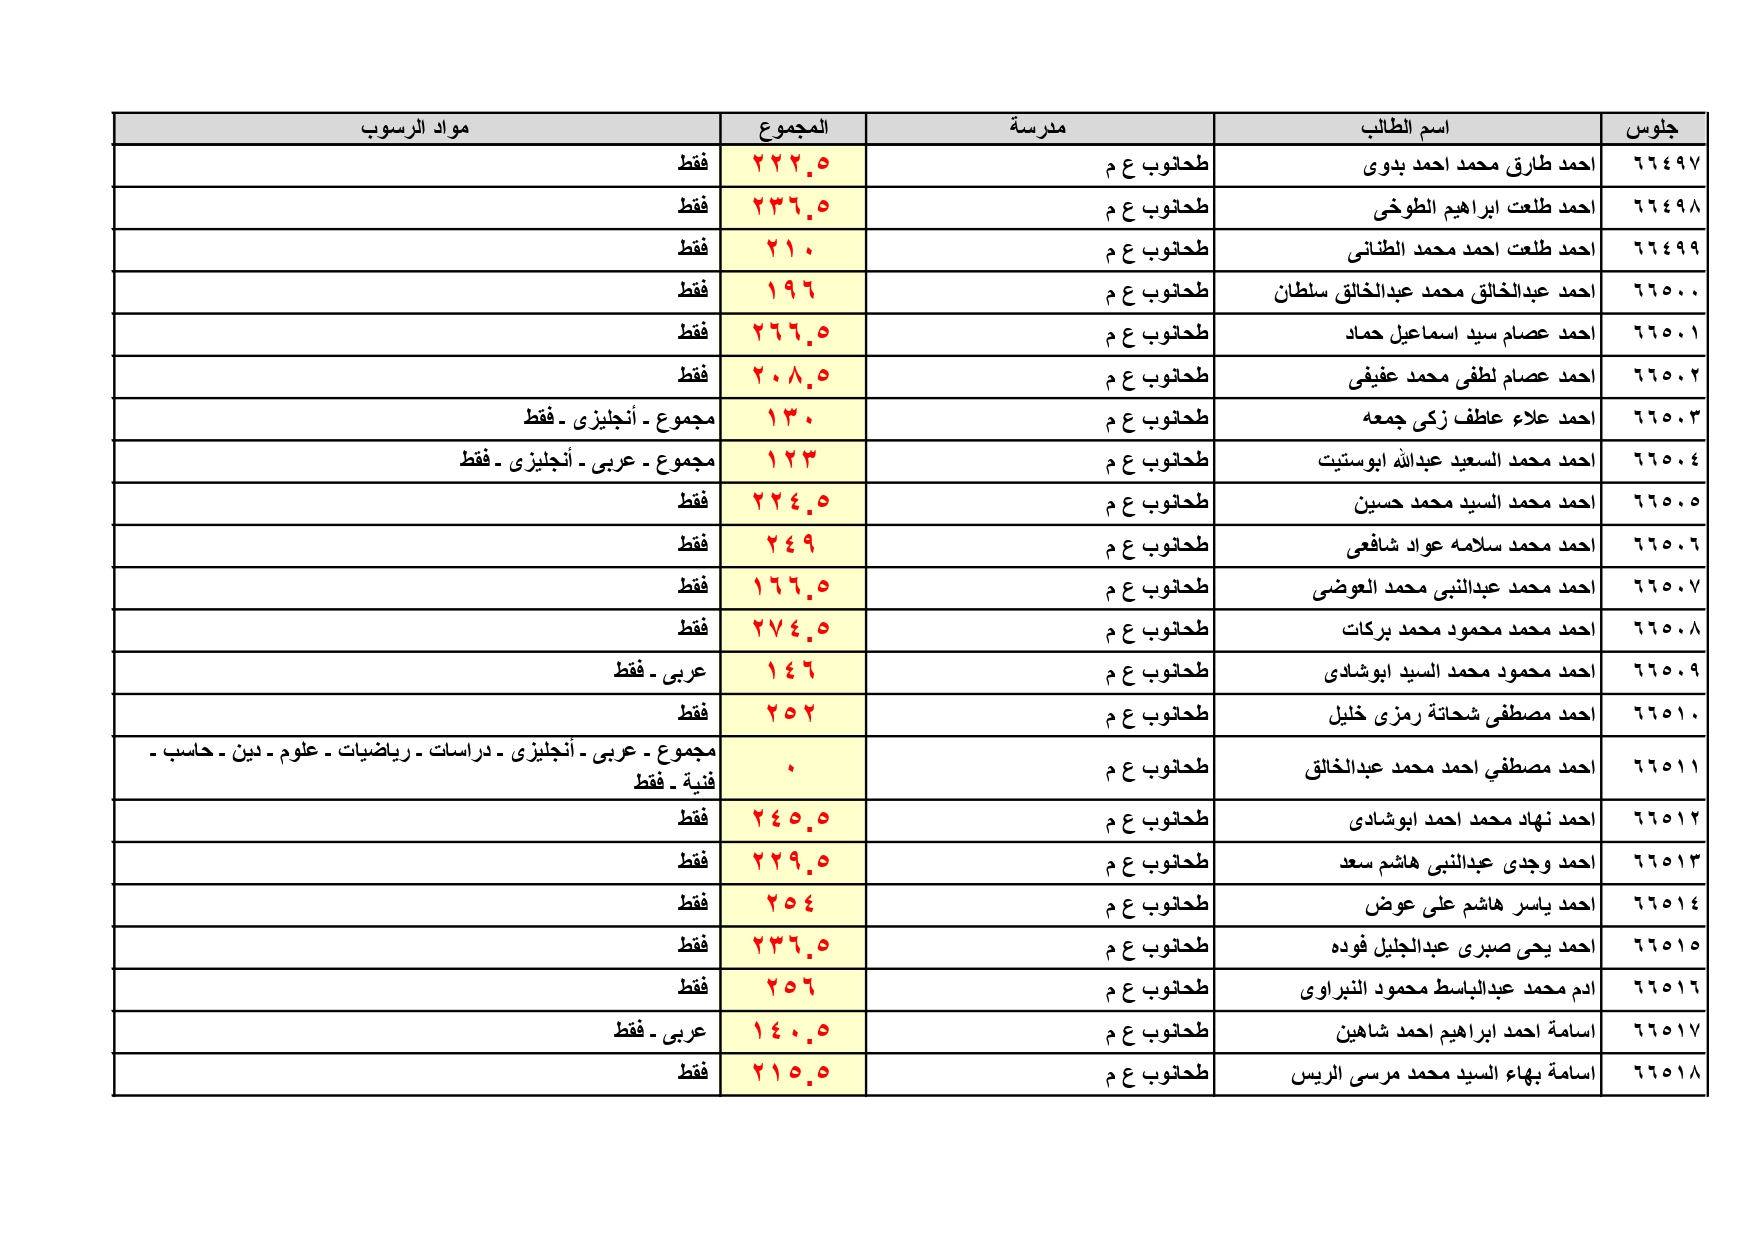 جلوس اسم الطالب مدرسة المجموع مواد الرسوب
٦٦٤٩٧ احمد طارق محمد احمد بدوى طحانوب ع م ٢٢٢.٥ فقط
٦٦٤٩٨ احمد طلعت ابراهيم الطوخى طحانوب ع م ٢٣٦.٥ فقط
٦٦٤٩٩ احمد طلعت احمد محمد الطنانى طحانوب ع م ٢١٠ فقط
٦٦٥٠٠ احمد عبدالخالق محمد عبدالخالق سلطان طحانوب ع م ١٩٦ فقط
٦٦٥٠١ احمد عصام سيد اسماعيل حماد طحانوب ع م ٢٦٦.٥ فقط
٦٦٥٠٢ احمد عصام لطفى محمد عفيفى طحانوب ع م ٢٠٨.٥ فقط
٦٦٥٠٣ احمد علاء عاطف زكى جمعه طحانوب ع م ١٣٠ مجموع ـ أنجليزى ـ فقط
٦٦٥٠٤ احمد محمد السعيد عبدالله ابوستيت طحانوب ع م ١٢٣ مجموع ـ عربى ـ أنجليزى ـ فقط
٦٦٥٠٥ احمد محمد السيد محمد حسين طحانوب ع م ٢٢٤.٥ فقط
٦٦٥٠٦ احمد محمد سلامه عواد شافعى طحانوب ع م ٢٤٩ فقط
٦٦٥٠٧ احمد محمد عبدالنبى محمد العوضى طحانوب ع م ١٦٦.٥ فقط
٦٦٥٠٨ احمد محمد محمود محمد بركات طحانوب ع م ٢٧٤.٥ فقط
٦٦٥٠٩ احمد محمود محمد السيد ابوشادى طحانوب ع م ١٤٦ عربى ـ فقط
٦٦٥١٠ احمد مصطفى شحاتة رمزى خليل طحانوب ع م ٢٥٢ فقط
٦٦٥١١ احمد مصطفي احمد محمد عبدالخالق طحانوب ع م ٠ مجموع ـ عربى ـ أنجليزى ـ دراسات ـ رياضيات ـ علوم ـ دين ـ حاسب ـ
فنية ـ فقط
٦٦٥١٢ احمد نهاد محمد احمد ابوشادى طحانوب ع م ٢٤٥.٥ فقط
٦٦٥١٣ احمد وجدى عبدالنبى هاشم سعد طحانوب ع م ٢٢٩.٥ فقط
٦٦٥١٤ احمد ياسر هاشم على عوض طحانوب ع م ٢٥٤ فقط
٦٦٥١٥ احمد يحى صبرى عبدالجليل فوده طحانوب ع م ٢٣٦.٥ فقط
٦٦٥١٦ ادم محمد عبدالباسط محمود النبراوى طحانوب ع م ٢٥٦ فقط
٦٦٥١٧ اسامة احمد ابراهيم احمد شاهين طحانوب ع م ١٤٠.٥ عربى ـ فقط
٦٦٥١٨ اسامة بهاء السيد محمد مرسى الريس طحانوب ع م ٢١٥.٥ فقط